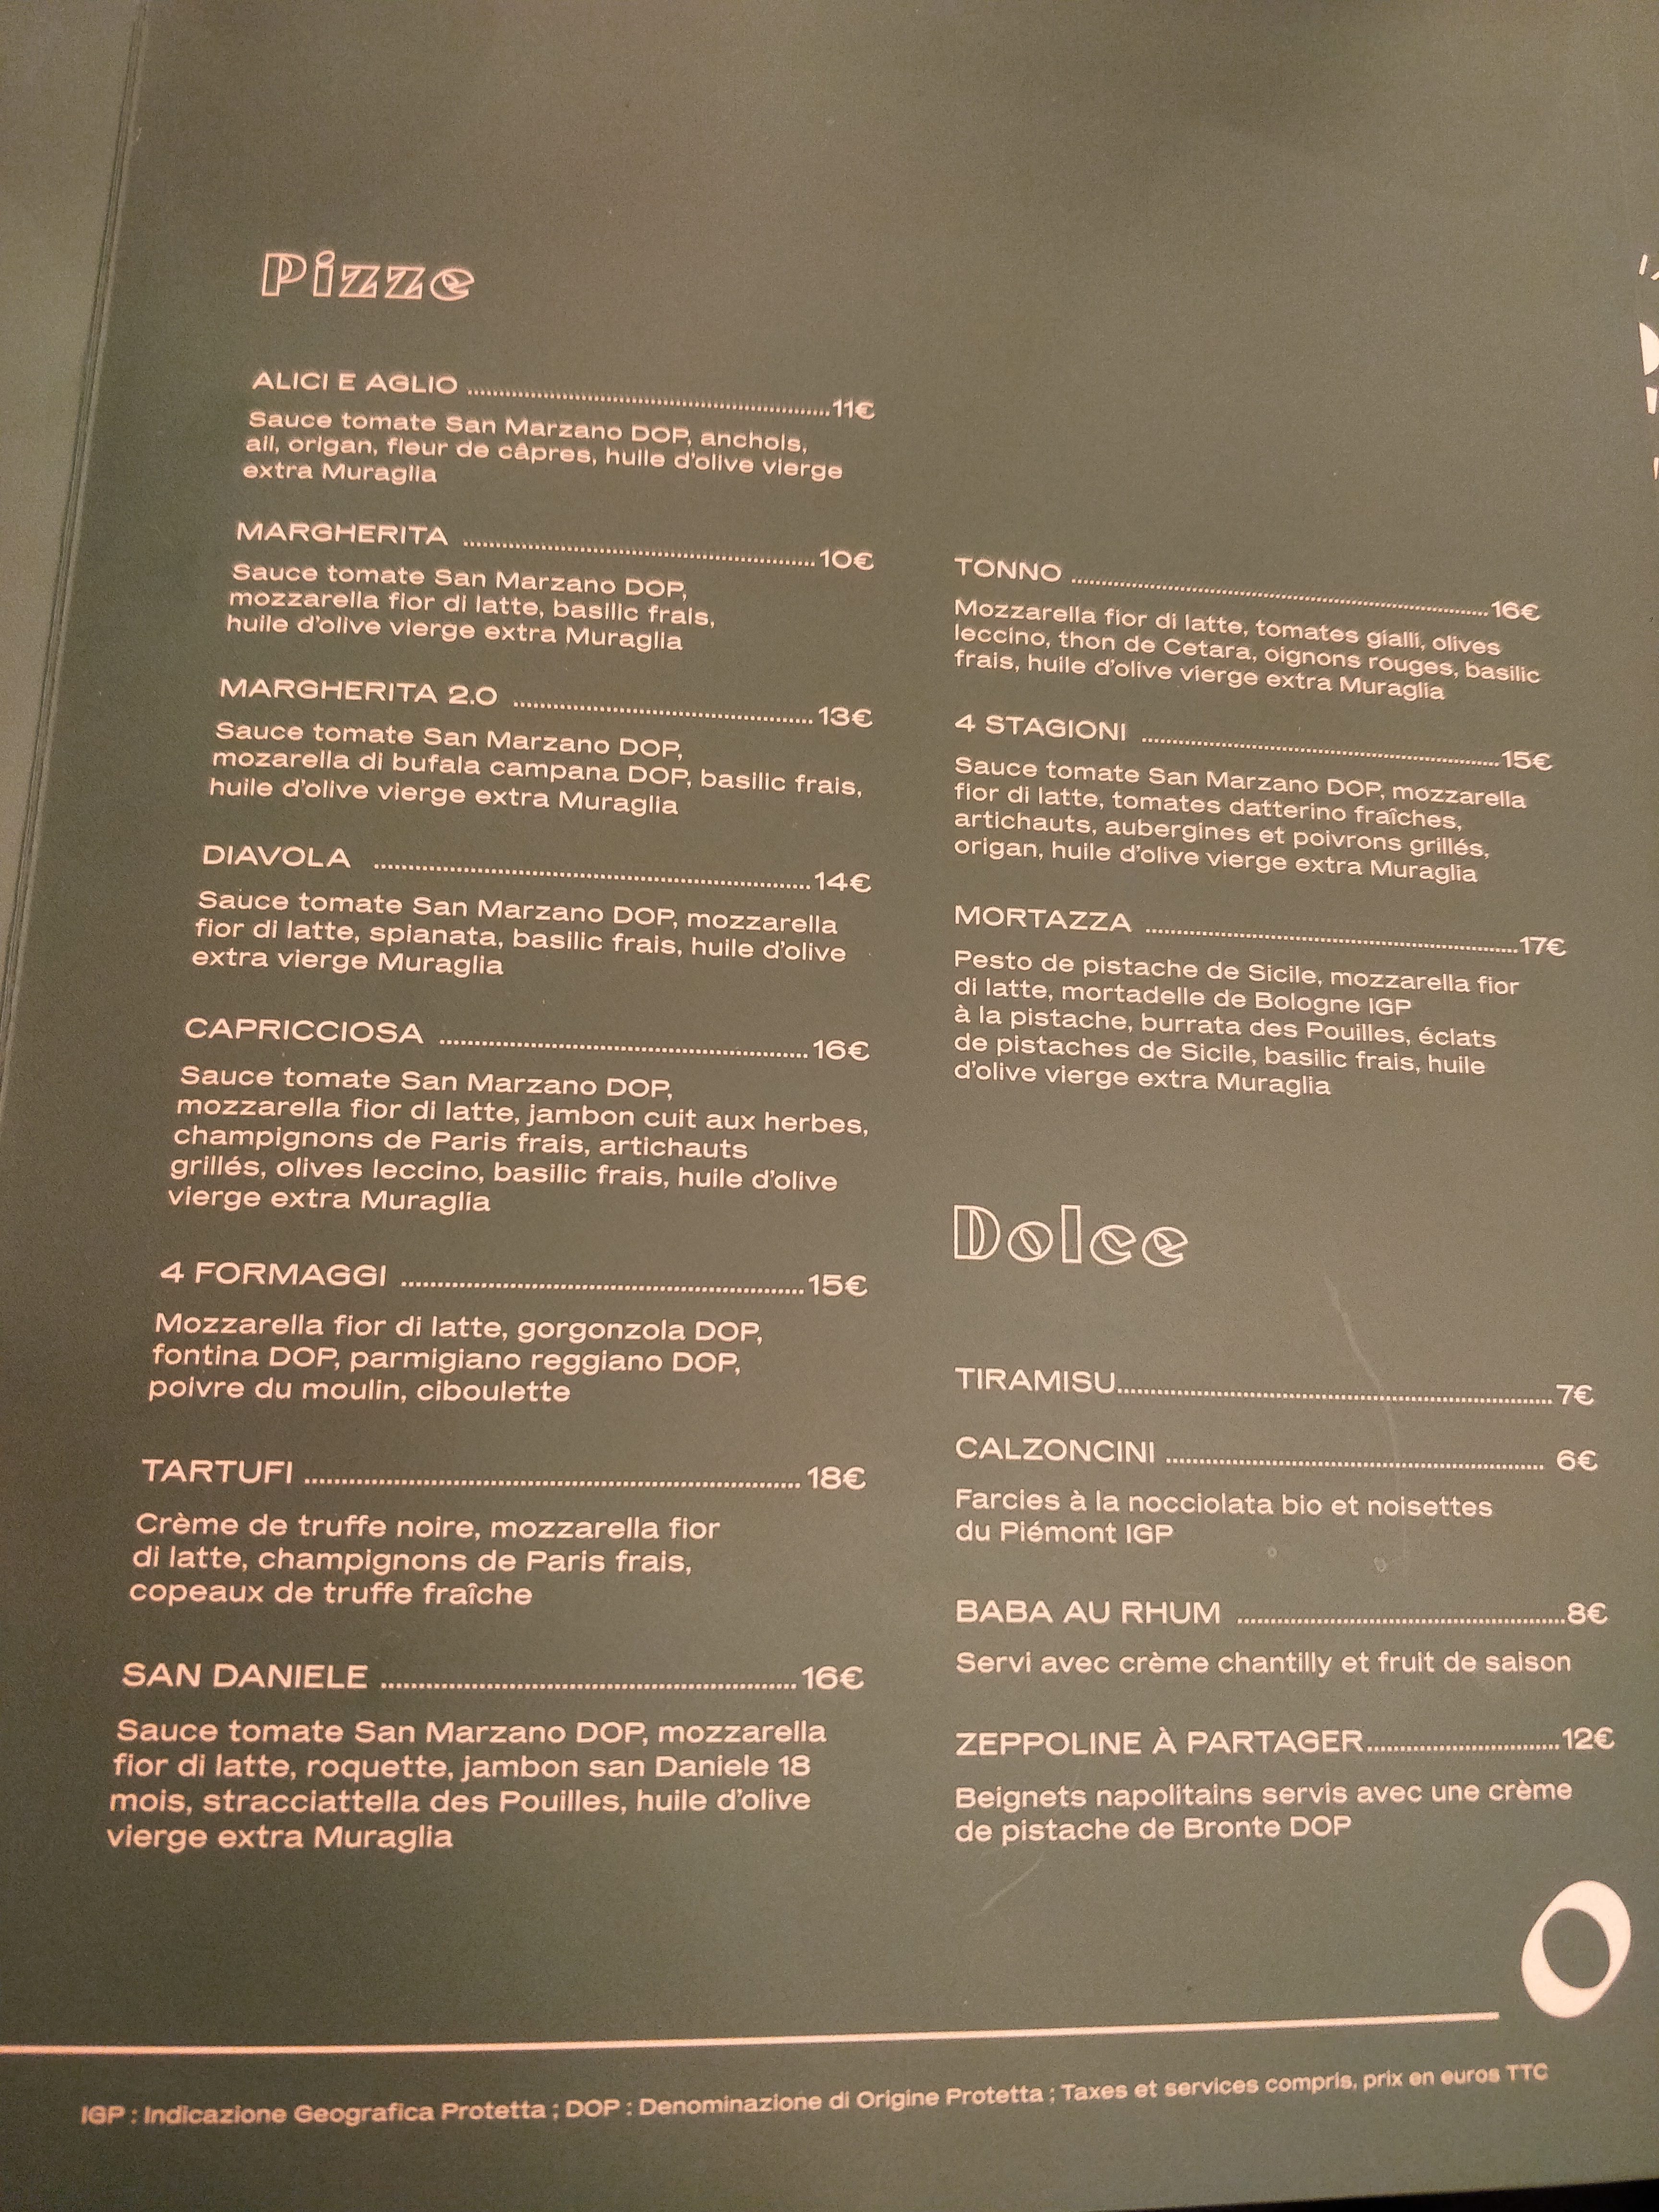 Pizze
ALICI E AGLIO ........ 11€
Sauce tomate San Marzano DOP, anchois,
ail, origan, fleur de câpres, huile d'olive vierge
extra Muraglia
MARGHERITA ........ 10€
Sauce tomate San Marzano DOP,
mozzarella fior di latte, basilic frais,
huile d'olive vierge extra Muraglia
MARGHERITA 2.0 ........ 13€
Sauce tomate San Marzano DOP,
mozarella di bufala campana DOP, basilic frais,
huile d'olive vierge extra Muraglia
DIAVOLA ........ 14€
Sauce tomate San Marzano DOP, mozzarella
fior di latte, spianata, basilic frais, huile d'olive
extra vierge Muraglia
CAPRICCIOSA ........ 16€
Sauce tomate San Marzano DOP,
mozzarella fior di latte, jambon cuit aux herbes,
champignons de Paris frais, artichauts
grillés, olives leccino, basilic frais, huile d'olive
vierge extra Muraglia
4 FORMAGGI ........ 15€
Mozzarella fior di latte, gorgonzola DOP,
fontina DOP, parmigiano reggiano DOP,
poivre du moulin, ciboulette
TARTUFI ........ 18€
Crème de truffe noire, mozzarella fior
di latte, champignons de Paris frais,
copeaux de truffe fraîche
SAN DANIELE ........ 16€
Sauce tomate San Marzano DOP, mozzarella
fior di latte, roquette, jambon san Daniele 18
mois, stracciattella des Pouilles, huile d'olive
vierge extra Muraglia
TONNO ........ 16€
Mozzarella fior di latte, tomates gialli, olives
leccino, thon de Cetara, oignons rouges, basilic
frais, huile d'olive vierge extra Muraglia
4 STAGIONI ........ 15€
Sauce tomate San Marzano DOP, mozzarella
fior di latte, tomates datterino fraîches,
artichauts, aubergines et poivrons grillés,
origan, huile d'olive vierge extra Muraglia
MORTAZZA ........ 17€
Pesto de pistache de Sicile, mozzarella fior
di latte, mortadelle de Bologne IGP
à la pistache, burrata des Pouilles, éclats
de pistaches de Sicile, basilic frais, huile
d'olive vierge extra Muraglia
Dolce
TIRAMISU ........ 7€
CALZONCINI ........ 6€
Farcies à la nocciolata bio et noisettes
du Piémont IGP
BABA AU RHUM ........ 8€
Servi avec crème chantilly et fruit de saison
ZEPPOLINE À PARTAGER ........ 12€
Beignets napolitains servis avec une crème
de pistache de Bronte DOP
O
IGP : Indicazione Geografica Protetta ; DOP : Denominazione di Origine Protetta ; Taxes et services compris, prix en euros TTC